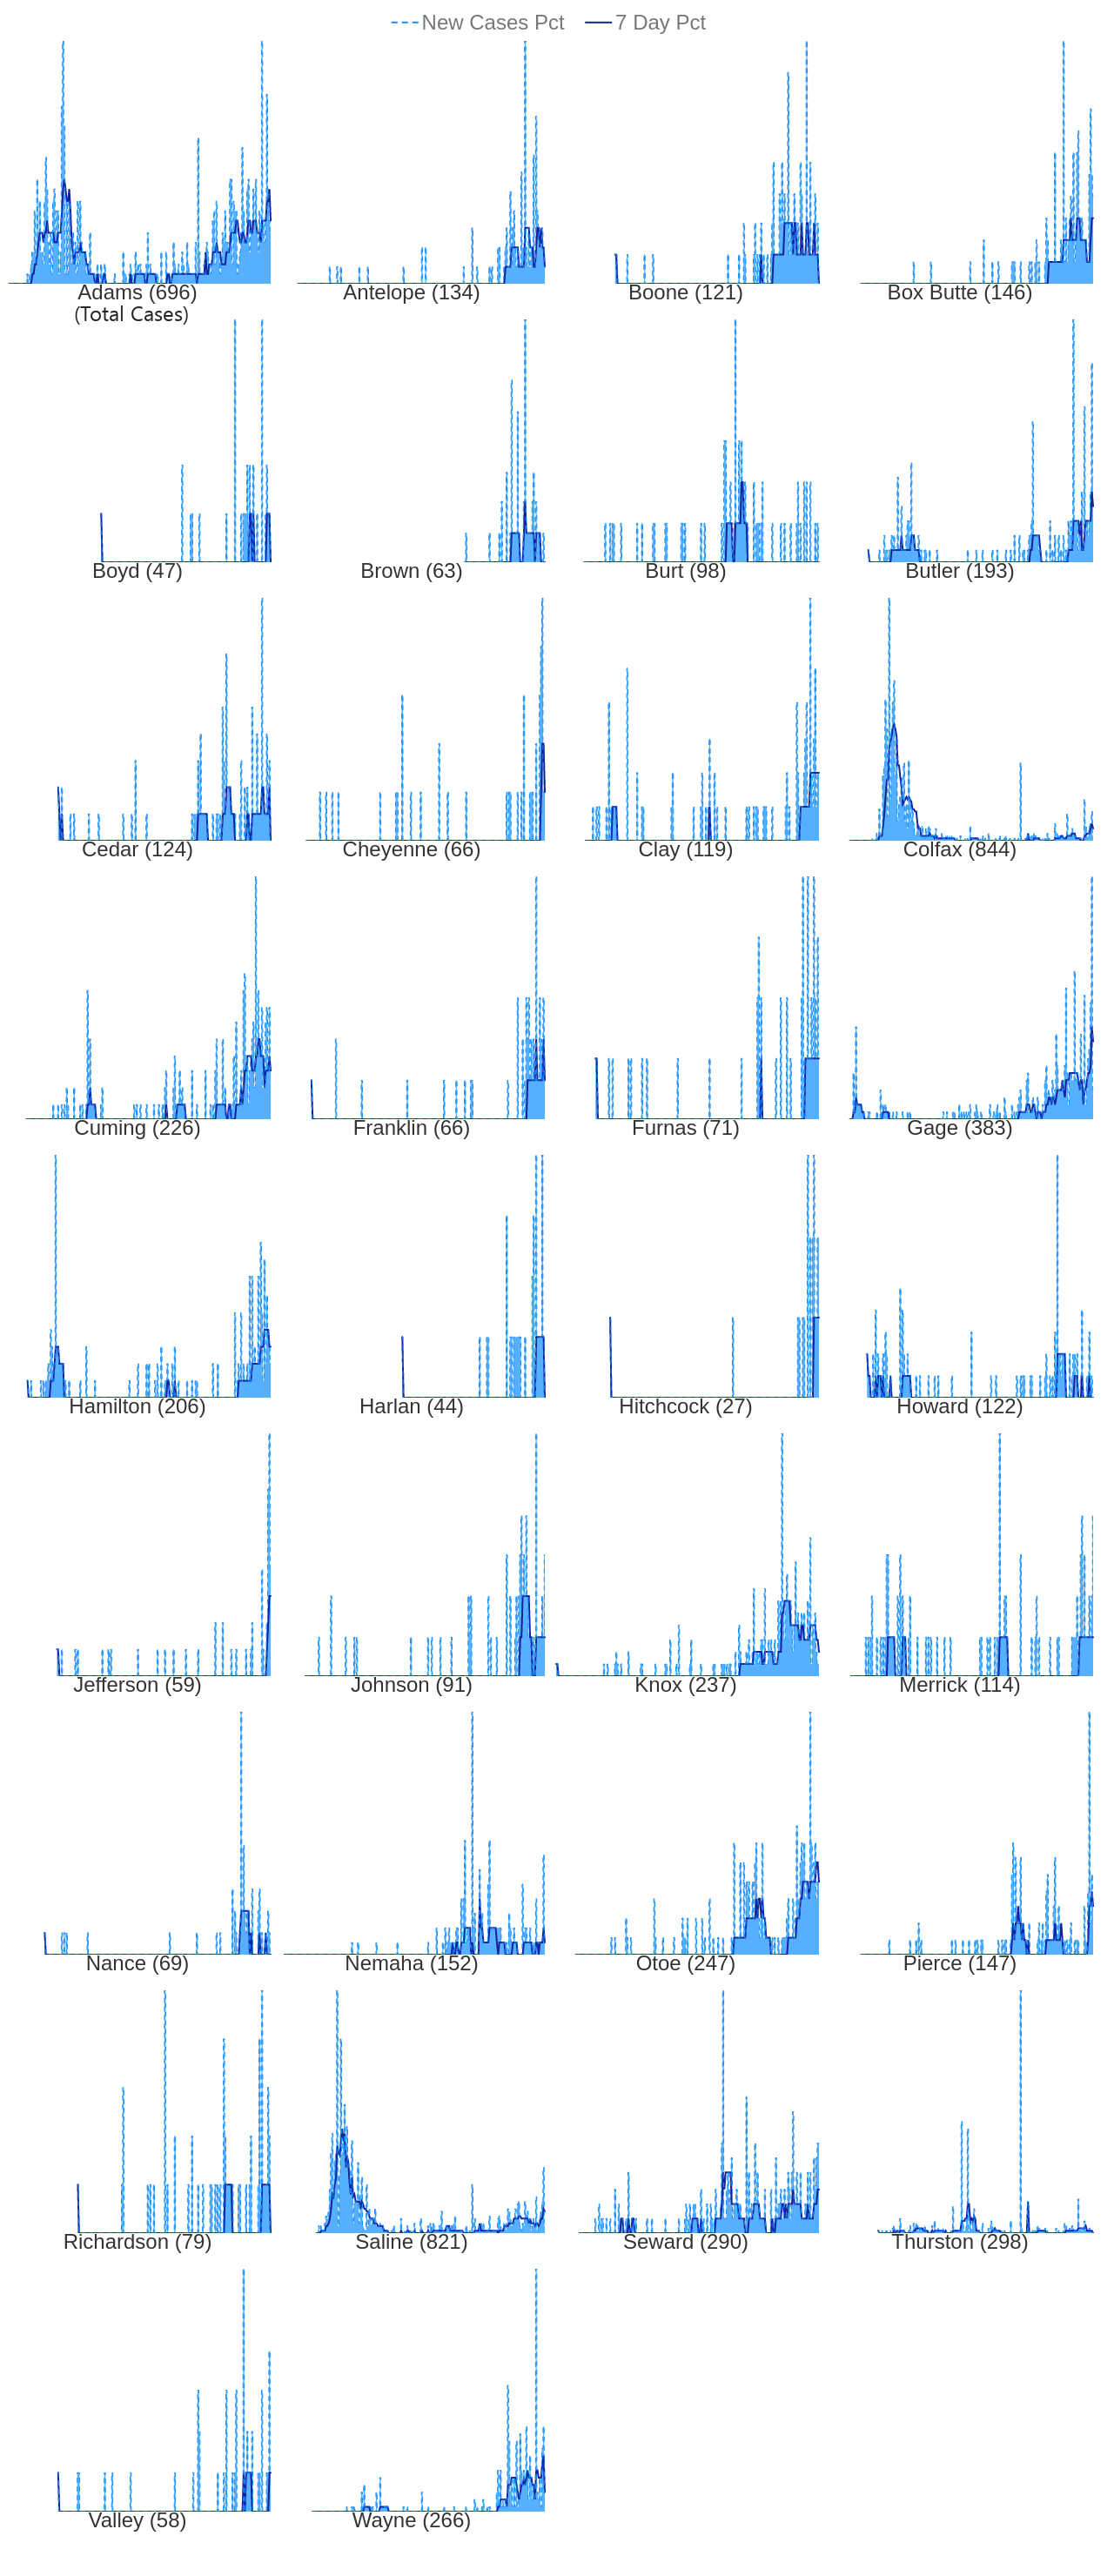 New Cases Pct 7 Day Pct
Adams (696) Antelope (134) Boone (121) Box Butte (146)
(Total Cases)
Boyd (47) Brown (63) Burt (98) Butler (193)
Cedar (124) Cheyenne (66) Clay (119) Colfax (844)
Cuming (226) Franklin (66) Furnas (71) Gage (383)
Hamilton (206) Harlan (44) Hitchcock (27) Howard (122)
Jefferson (59) Johnson (91) Knox (237) Merrick (114)
Nance (69) Nemaha (152) Otoe (247) Pierce (147)
Richardson (79) Saline (821) Seward (290) Thurston (298)
Valley (58) Wayne (266)